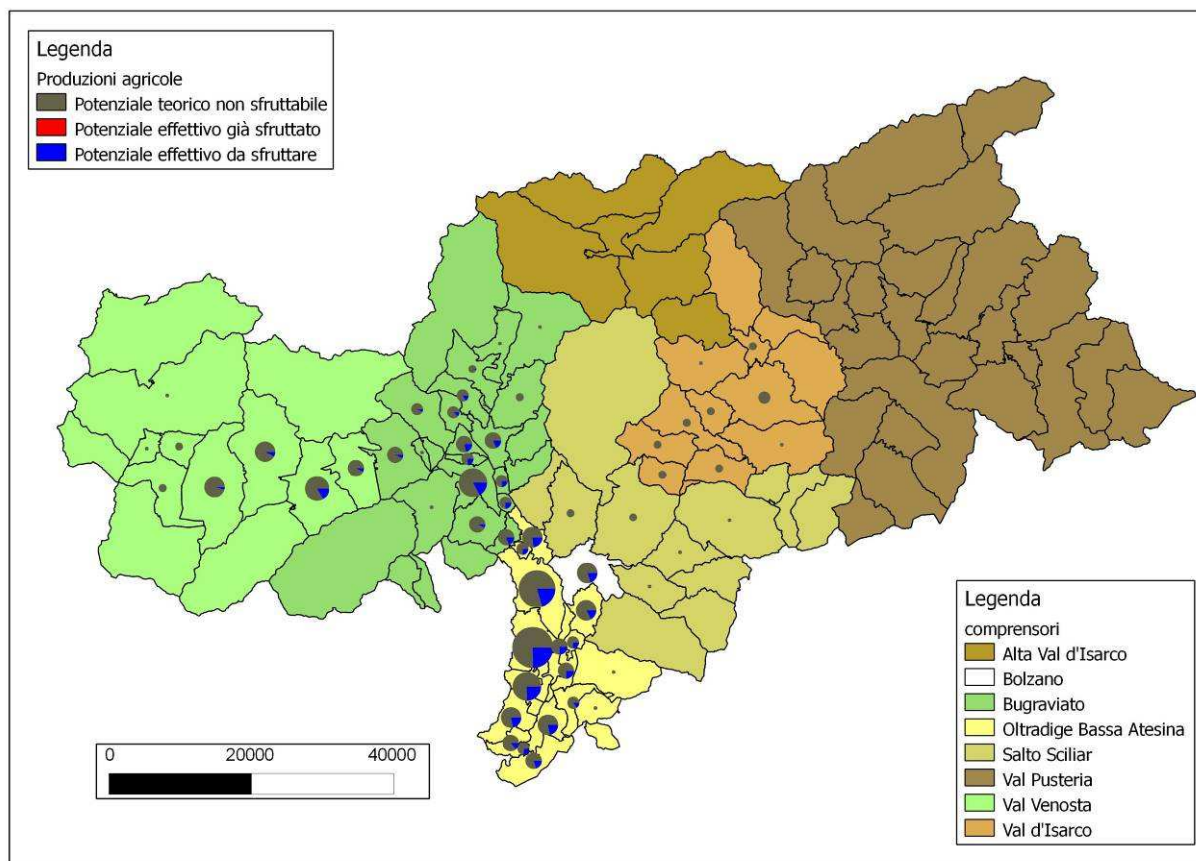 Legenda
Produzioni agricole
Potenziale teorico non sfruttabile
Potenziale effettivo già sfruttato
Potenziale effettivo da sfruttare
0 20000 40000
Legenda
comprensori
Alta Val d'Isarco
Bolzano
Bugraviato
Oltradige Bassa Atesina
Salto Sciliar
Val Pusteria
Val Venosta
Val d'Isarco